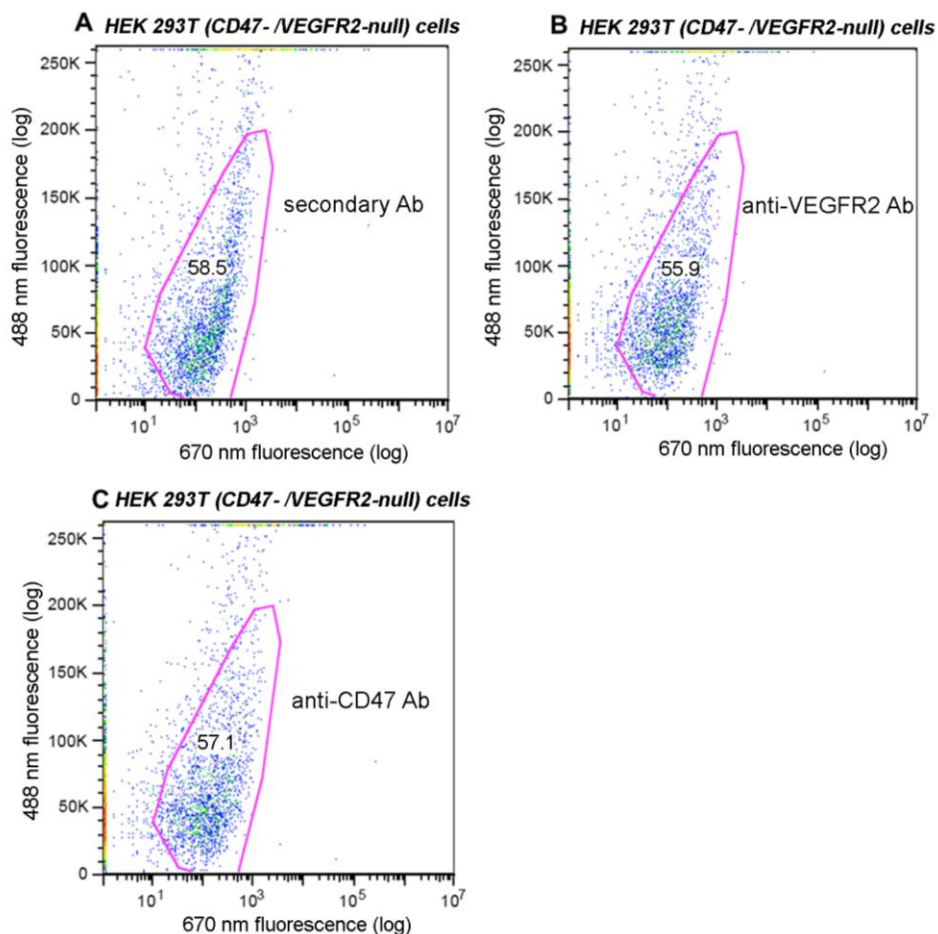 A HEK 293T (CD47- /VEGFR2-null) cells
250K
200K
150K
100K
50K
0
488 nm fluorescence (log)
secondary Ab
58.5
10^1 10^3 10^5 10^7
670 nm fluorescence (log)
B HEK 293T (CD47- /VEGFR2-null) cells
250K
200K
150K
100K
50K
0
488 nm fluorescence (log)
anti-VEGFR2 Ab
55.9
10^1 10^3 10^5 10^7
670 nm fluorescence (log)
C HEK 293T (CD47- /VEGFR2-null) cells
250K
200K
150K
100K
50K
0
488 nm fluorescence (log)
anti-CD47 Ab
57.1
10^1 10^3 10^5 10^7
670 nm fluorescence (log)